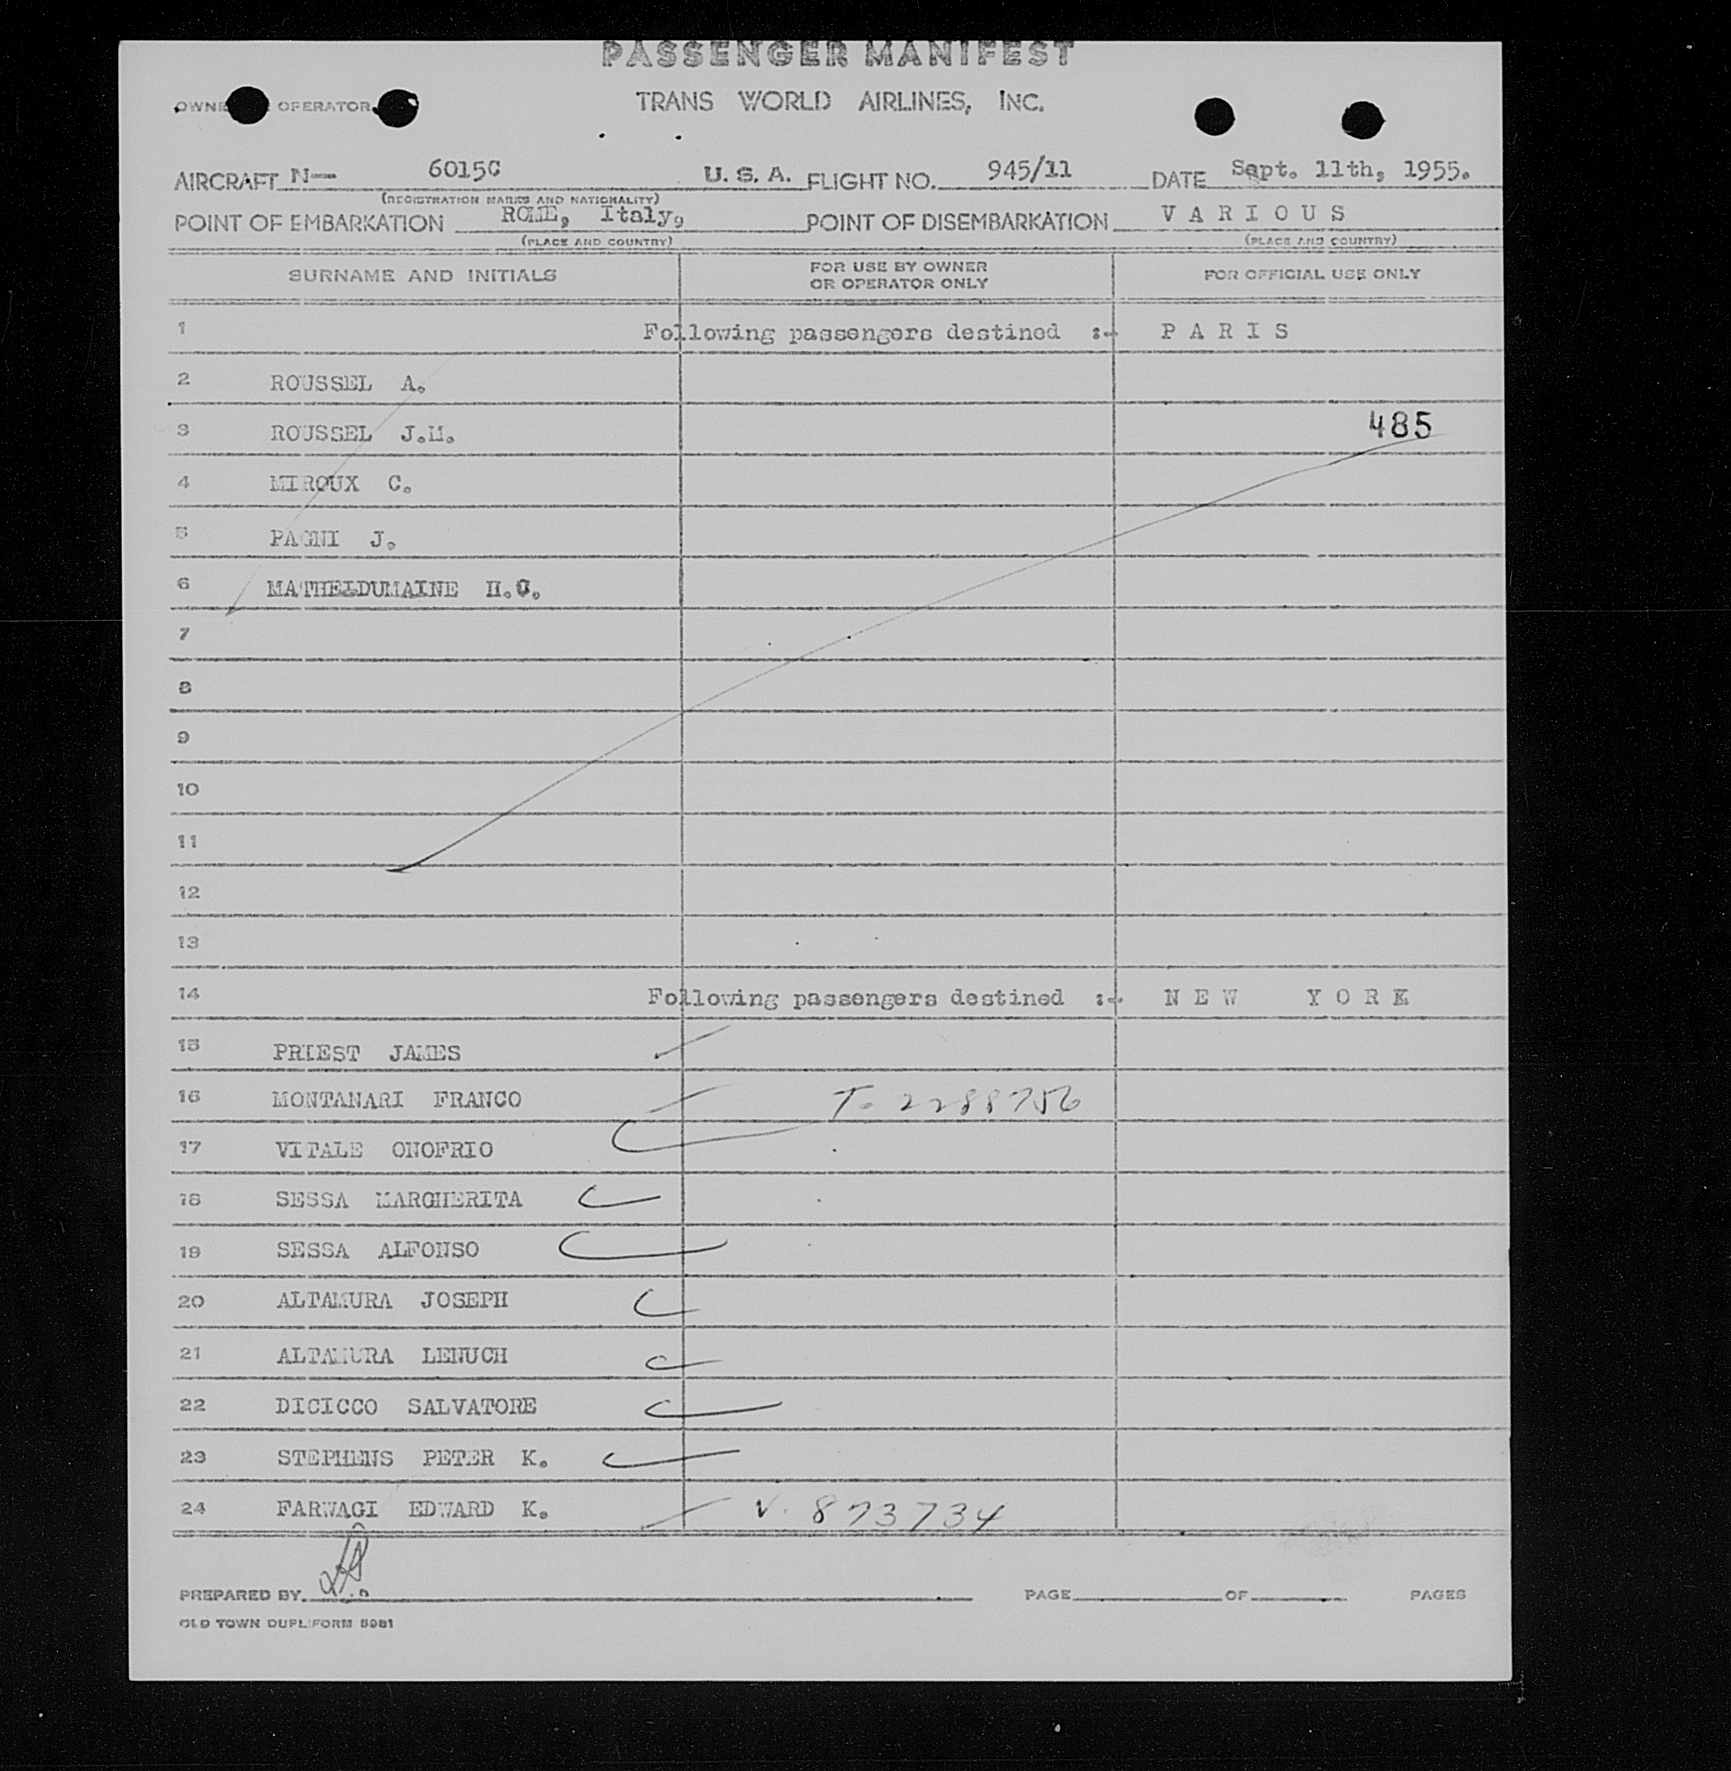 PASSENGER MANIFEST
OWNE OPERATOR
TRANS WORLD AIRLINES, INC.
AIRCRAFT N— 6015C U. S. A. FLIGHT NO. 945/11 DATE Sept. 11th, 1955.
(REGISTRATION MARKS AND NATIONALITY)
POINT OF EMBARKATION ROME, Italy, POINT OF DISEMBARKATION VARIOUS
(PLACE AND COUNTRY) (PLACE AND COUNTRY)
SURNAME AND INITIALS FOR USE BY OWNER OR OPERATOR ONLY FOR OFFICIAL USE ONLY
1 Following passengers destined :- PARIS
2 ROUSSEL A.
3 ROUSSEL J.M. 485
4 MIROUX C.
5 PAGNI J.
6 MATHEIDUMAINE H.C.
7
8
9
10
11
12
13
14 Following passengers destined :- NEW YORK
15 PRIEST JAMES
16 MONTANARI FRANCO T. 2288756
17 VITALE ONOFRIO
18 SESSA MARGHERITA
19 SESSA ALFONSO
20 ALTAMURA JOSEPH
21 ALTAMURA LENUCH
22 DICICCO SALVATORE
23 STEPHENS PETER K.
24 FARWAGI EDWARD K. V. 873734
PREPARED BY. PAGE OF PAGES
OLD TOWN DUPLIFORM 5981